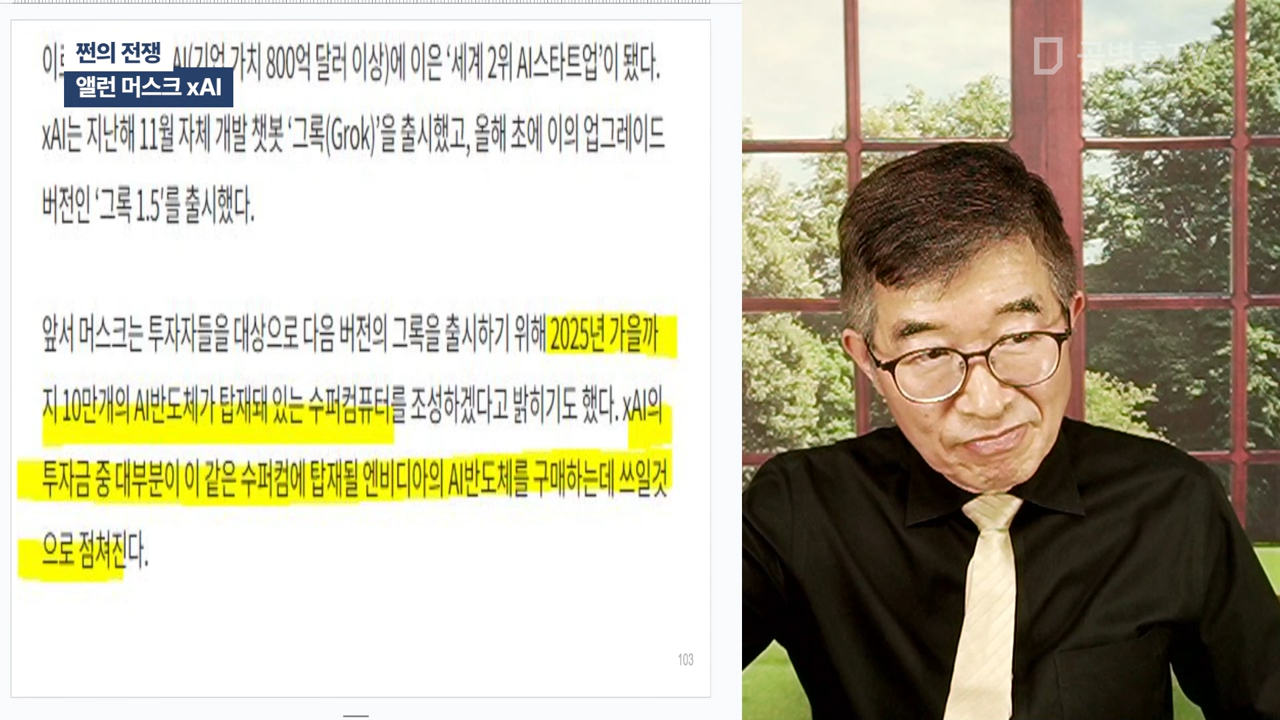 쩐의 전쟁
앨런 머스크 xAI
AI(기업 가치 800억 달러 이상)에 이은 ‘세계 2위 AI스타트업’이 됐다.
xAI는 지난해 11월 자체 개발 챗봇 ‘그록(Grok)’을 출시했고, 올해 초에 이의 업그레이드
버전인 ‘그록 1.5’를 출시했다.
앞서 머스크는 투자자들을 대상으로 다음 버전의 그록을 출시하기 위해 2025년 가을까
지 10만개의 AI반도체가 탑재돼 있는 수퍼컴퓨터를 조성하겠다고 밝히기도 했다. xAI의
투자금 중 대부분이 이 같은 수퍼컴에 탑재될 엔비디아의 AI반도체를 구매하는데 쓰일것
으로 점쳐진다.
103